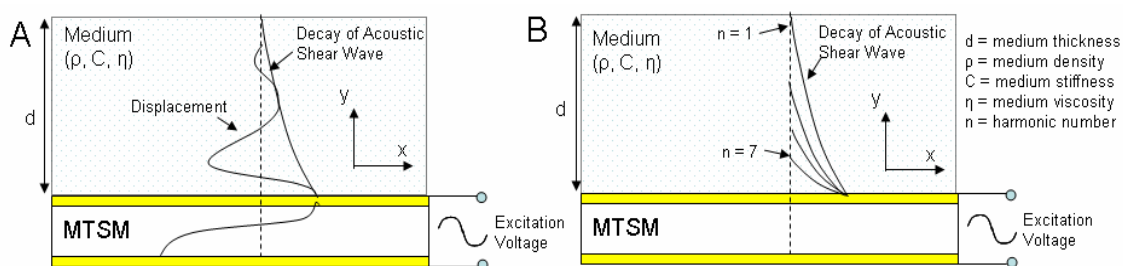 A
Medium
(ρ, C, η)
Decay of Acoustic
Shear Wave
Displacement
d
y
x
MTSM
Excitation
Voltage
B
Medium
(ρ, C, η)
n = 1
Decay of Acoustic
Shear Wave
d
y
x
n = 7
MTSM
Excitation
Voltage
d = medium thickness
ρ = medium density
C = medium stiffness
η = medium viscosity
n = harmonic number